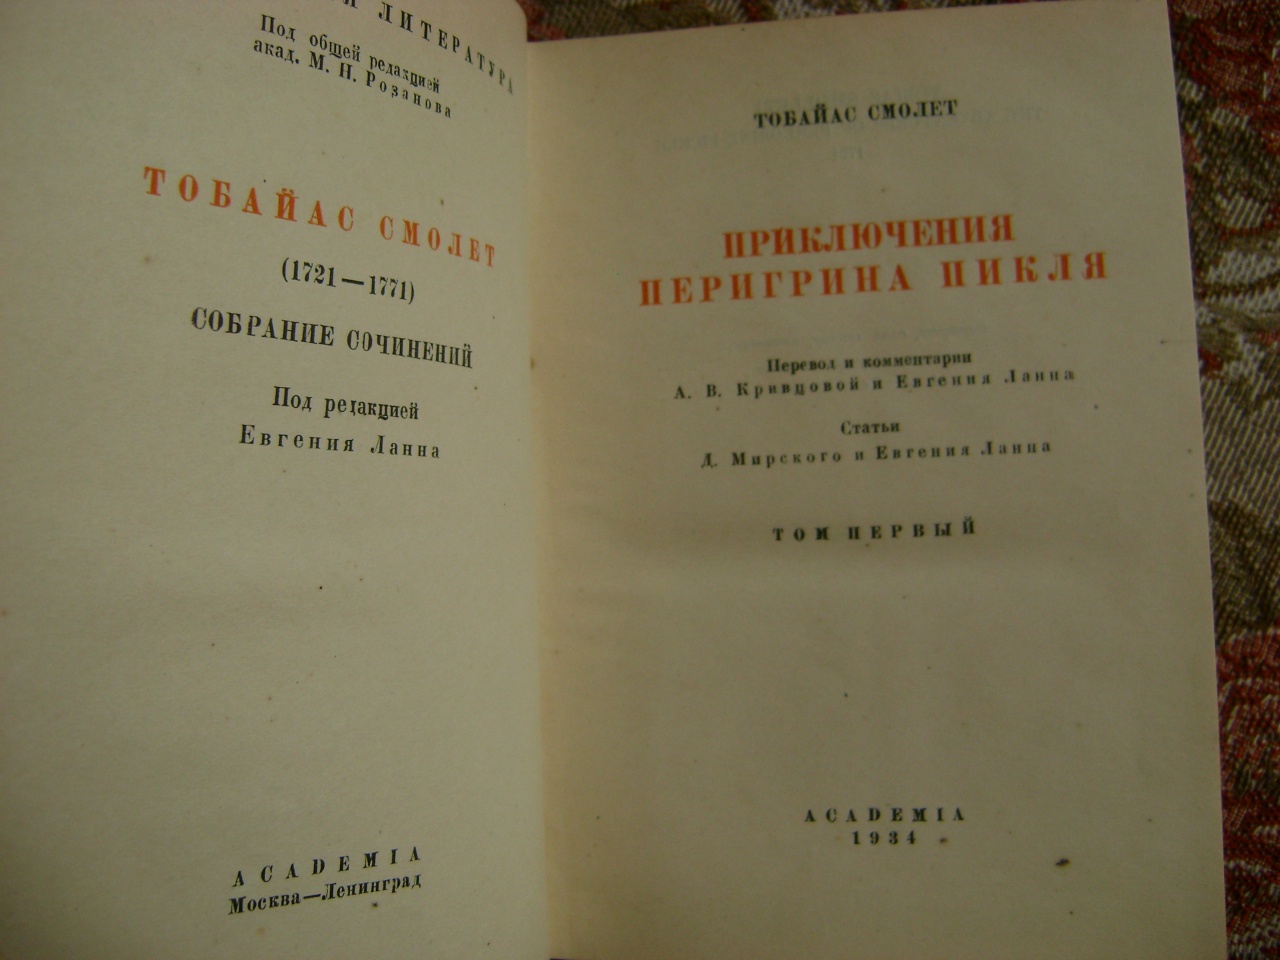 ЛИТЕРАТУРА
Под общей редакцией
акад. М. Н. Розанова
ТОБАЙАС СМОЛЕТ
(1721—1771)
СОБРАНИЕ СОЧИНЕНИЙ
Под редакцией
Евгения Ланна
ACADEMIA
Москва—Ленинград
ТОБАЙАС СМОЛЕТ
ПРИКЛЮЧЕНИЯ
ПЕРИГРИНА ПИКЛЯ
Перевод и комментарии
А. В. Кривцовой и Евгения Ланна
Статьи
Д. Мирского и Евгения Ланна
ТОМ ПЕРВЫЙ
ACADEMIA
1934